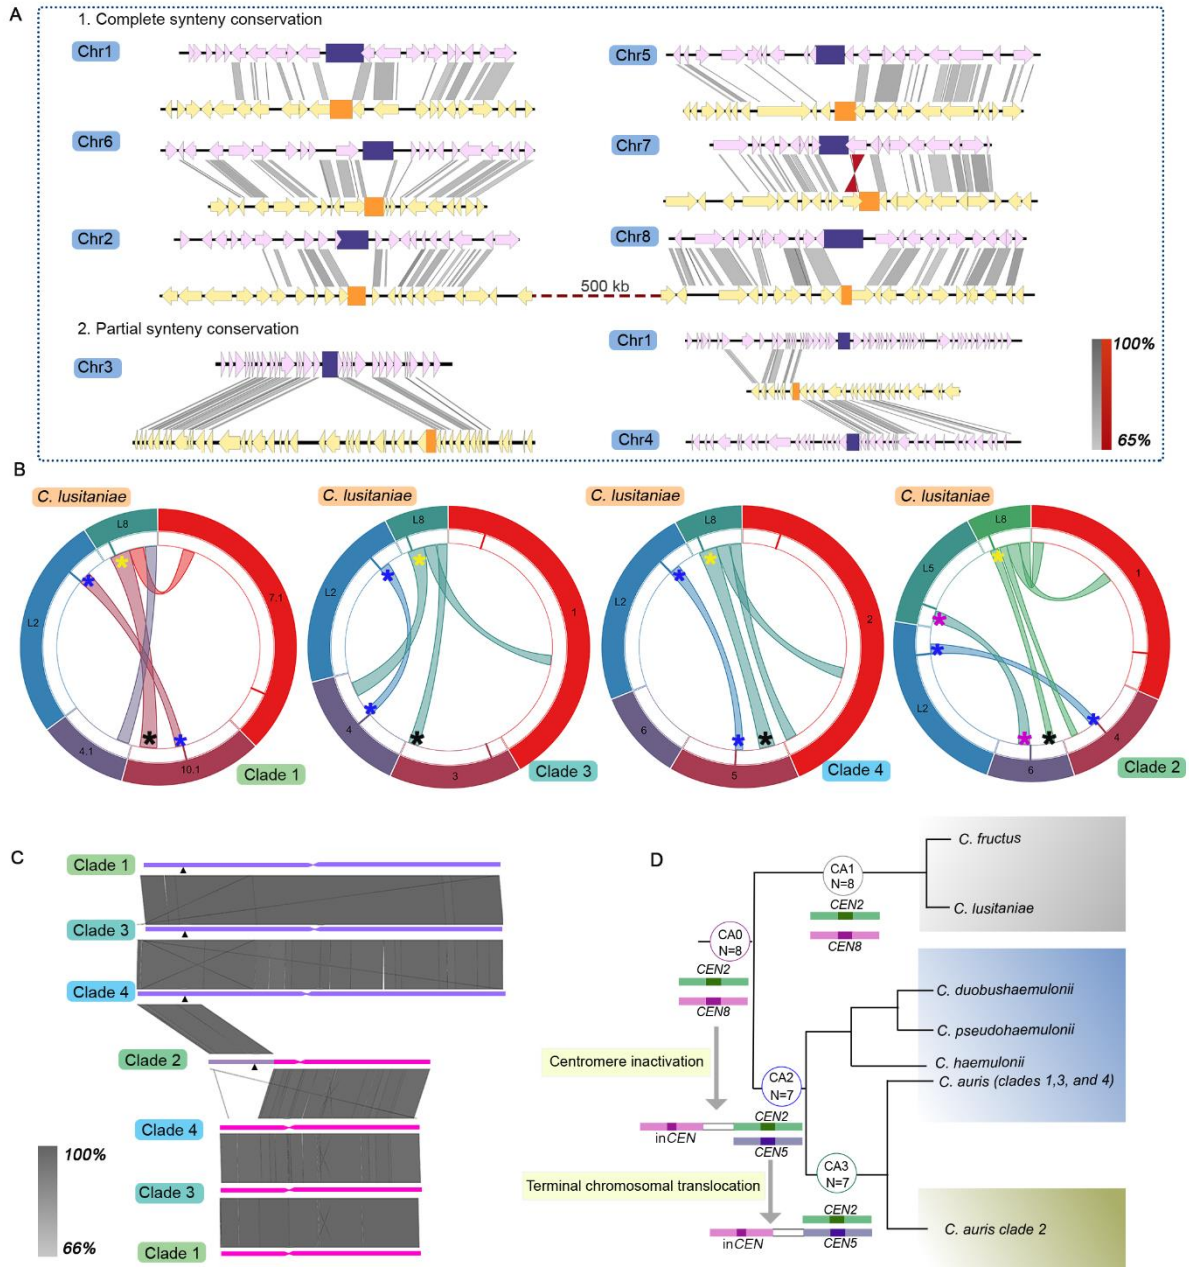 A
1. Complete synteny conservation
Chr1
Chr5
Chr6
Chr7
Chr2
Chr8
500 kb
2. Partial synteny conservation
Chr3
Chr1
Chr4
100%
65%
B
C. lusitaniae
L8
7.1
L2
4.1
10.1
Clade 1
C. lusitaniae
L8
1
L2
4
3
Clade 3
C. lusitaniae
L8
2
L2
6
5
Clade 4
C. lusitaniae
L8
L5
1
L2
4
6
Clade 2
C
Clade 1
Clade 3
Clade 4
Clade 2
Clade 4
Clade 3
Clade 1
100%
66%
D
CA1
N=8
CEN2
CEN8
C. fructus
C. lusitaniae
CA0
N=8
CEN2
CEN8
Centromere inactivation
CA2
N=7
CEN2
inCEN
CEN5
C. duobushaemulonii
C. pseudohaemulonii
C. haemulonii
C. auris (clades 1,3, and 4)
Terminal chromosomal translocation
CA3
N=7
CEN2
inCEN
CEN5
C. auris clade 2